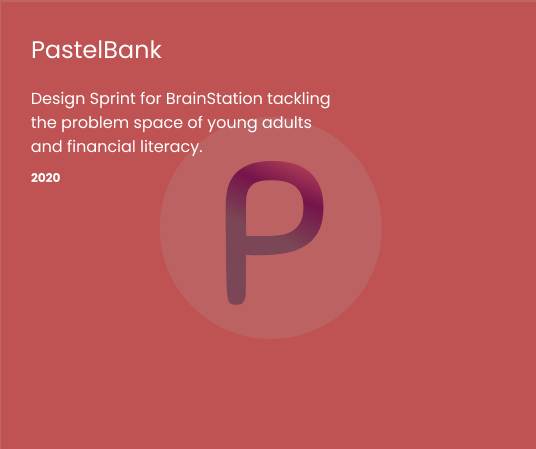 PastelBank
Design Sprint for BrainStation tackling
the problem space of young adults
and financial literacy.
2020
P